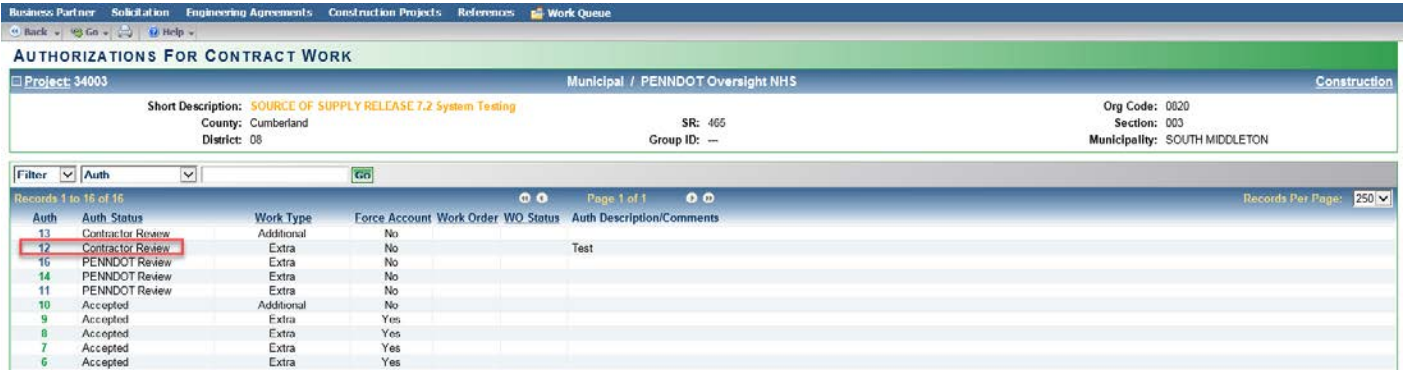 Business Partner Solicitation Engineering Agreements Construction Projects References Work Queue
Back Go Help
AUTHORIZATIONS FOR CONTRACT WORK
Project: 34003 Municipal / PENNDOT Oversight NHS Construction
Short Description: SOURCE OF SUPPLY RELEASE 7.2 System Testing Org Code: 0820
County: Cumberland SR: 465 Section: 003
District: 08 Group ID: --- Municipality: SOUTH MIDDLETON
Filter Auth Go
Records 1 to 16 of 16 Page 1 of 1 Records Per Page: 250
Auth Auth Status Work Type Force Account Work Order WO Status Auth Description/Comments
13 Contractor Review Additional No
12 Contractor Review Extra No Test
16 PENNDOT Review Extra No
14 PENNDOT Review Extra No
11 PENNDOT Review Extra No
10 Accepted Additional No
9 Accepted Extra Yes
8 Accepted Extra Yes
7 Accepted Extra Yes
6 Accepted Extra Yes